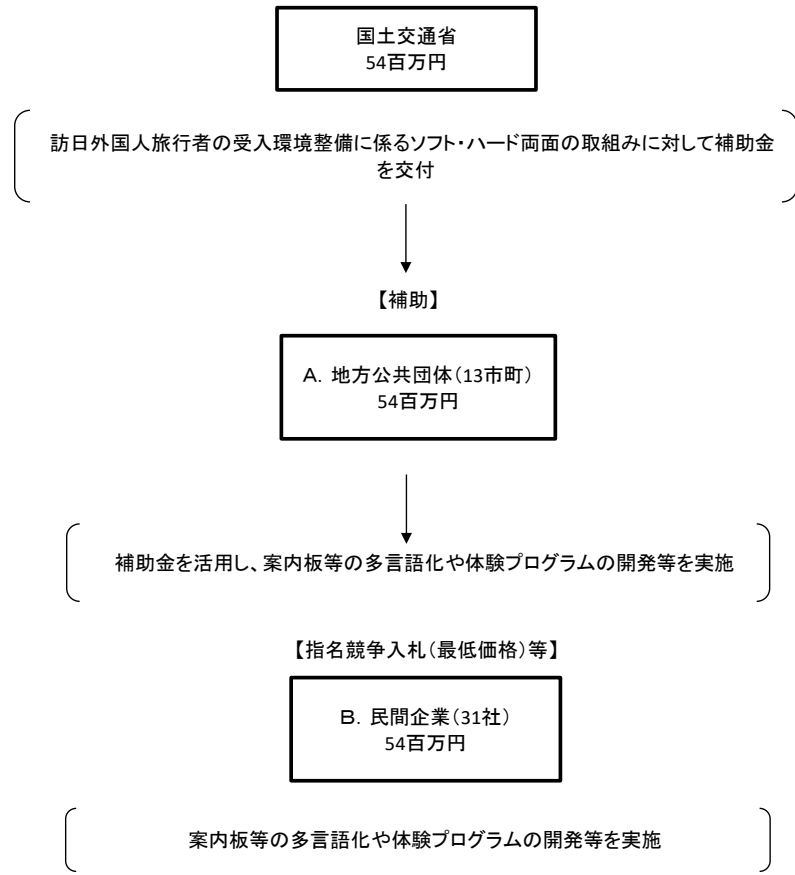 国土交通省
54百万円
訪日外国人旅行者の受入環境整備に係るソフト・ハード両面の取組みに対して補助金
を交付
【補助】
A. 地方公共団体(13市町)
54百万円
補助金を活用し、案内板等の多言語化や体験プログラムの開発等を実施
【指名競争入札(最低価格)等】
B. 民間企業(31社)
54百万円
案内板等の多言語化や体験プログラムの開発等を実施